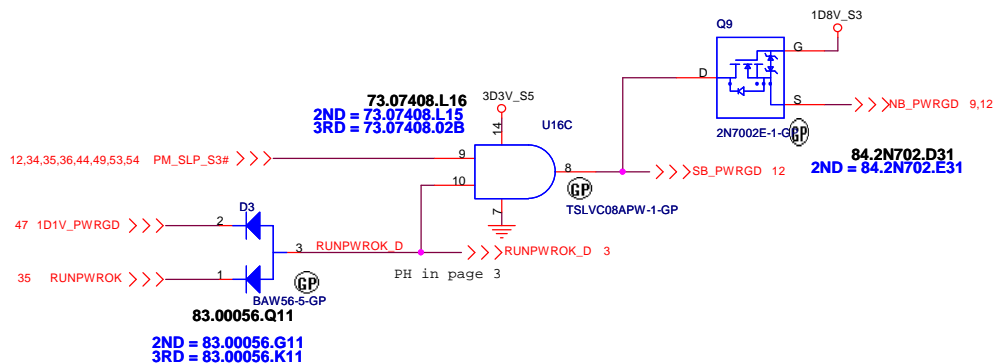 1D8V_S3
Q9
G
D
S
NB_PWRGD 9,12
2N7002E-1-GP
GP
84.2N702.D31
2ND = 84.2N702.E31
73.07408.L16
2ND = 73.07408.L15
3RD = 73.07408.02B
3D3V_S5
U16C
14
12,34,35,36,44,49,53,54 PM_SLP_S3#
9
10
8
SB_PWRGD 12
GP
TSLVC08APW-1-GP
7
D3
47 1D1V_PWRGD
2
3
RUNPWROK_D
RUNPWROK_D 3
PH in page 3
35 RUNPWROK
1
GP
BAW56-5-GP
83.00056.Q11
2ND = 83.00056.G11
3RD = 83.00056.K11